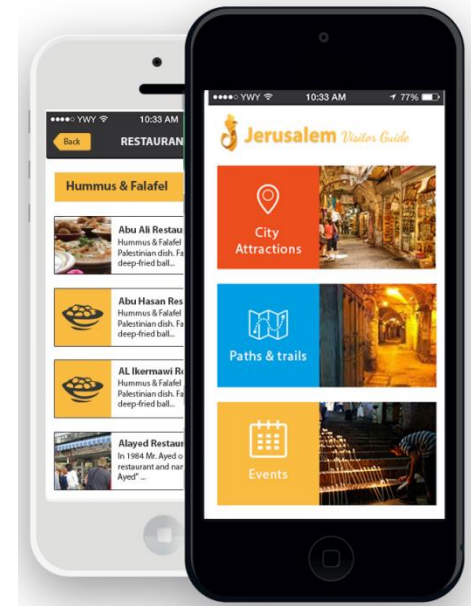 YWY 10:33 AM
Back RESTAURAN
Hummus & Falafel
Abu Ali Restau
Hummus & Falafel
Palestinian dish. Fa
deep-fried ball...
Abu Hasan Res
Hummus & Falafel
Palestinian dish. Fa
deep-fried ball...
AL Ikermawi Re
Hummus & Falafel
Palestinian dish. Fa
deep-fried ball...
Alayed Restaur
In 1984 Mr. Ayed o
restaurant and nar
Ayed" ...
YWY 10:33 AM 77%
Jerusalem Visitor Guide
City
Attractions
Paths & trails
Events